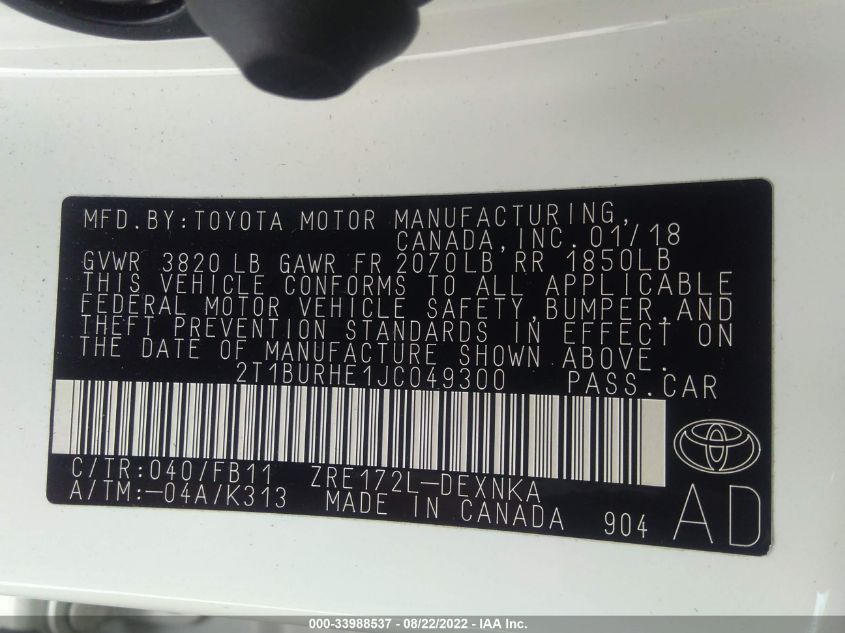 MFD.BY:TOYOTA MOTOR MANUFACTURING,
CANADA,INC.01/18
GVWR 3820 LB GAWR FR 2070LB RR 1850LB
THIS VEHICLE CONFORMS TO ALL APPLICABLE
FEDERAL MOTOR VEHICLE SAFETY,BUMPER,AND
THEFT PREVENTION STANDARDS IN EFFECT ON
THE DATE OF MANUFACTURE SHOWN ABOVE.
2T1BURHE1JC049300 PASS.CAR
C/TR:040/FB11 ZRE172L-DEXNKA
A/TM:-04A/K313 MADE IN CANADA 904 AD
000-33988537 - 08/22/2022 - IAA Inc.